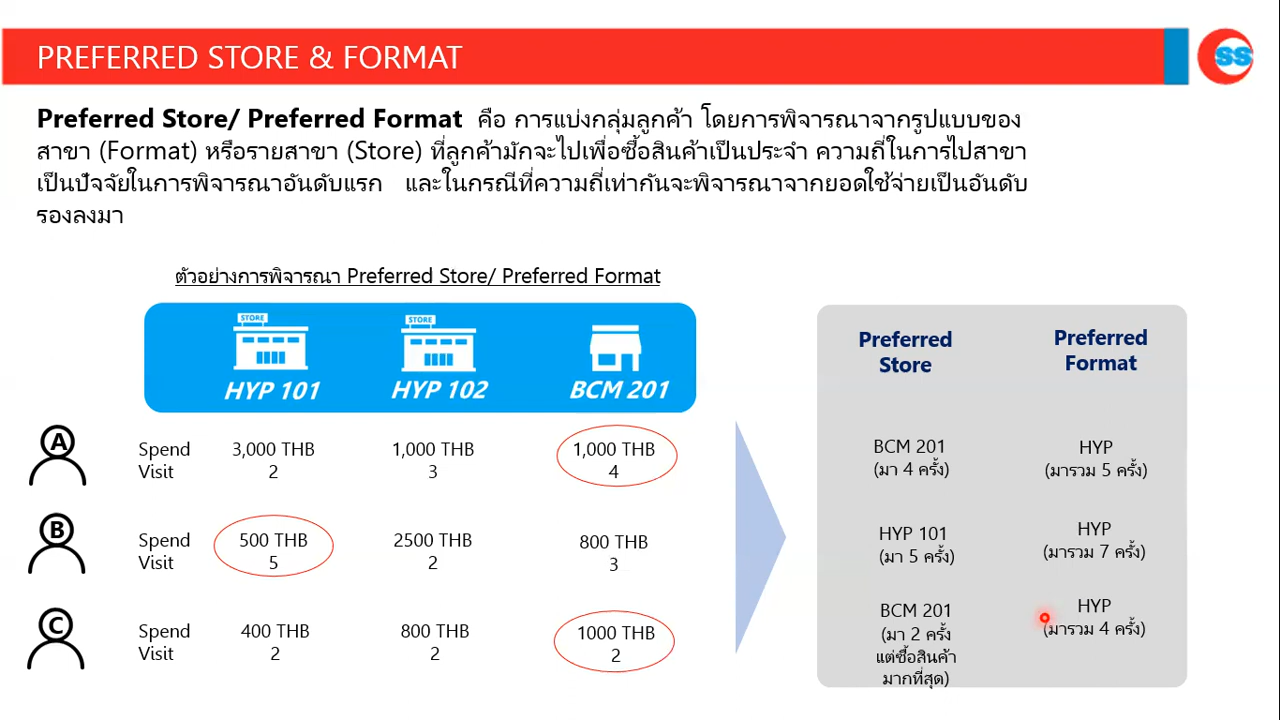 PREFERRED STORE & FORMAT
SS
Preferred Store/ Preferred Format คือ การแบ่งกลุ่มลูกค้า โดยการพิจารณาจากรูปแบบของ
สาขา (Format) หรือรายสาขา (Store) ที่ลูกค้ามักจะไปเพื่อซื้อสินค้าเป็นประจำ ความถี่ในการไปสาขา
เป็นปัจจัยในการพิจารณาอันดับแรก และในกรณีที่ความถี่เท่ากันจะพิจารณาจากยอดใช้จ่ายเป็นอันดับ
รองลงมา
ตัวอย่างการพิจารณา Preferred Store/ Preferred Format
STORE STORE
HYP 101 HYP 102 BCM 201
Preferred Store
Preferred Format
A
Spend 3,000 THB 1,000 THB 1,000 THB
Visit 2 3 4
BCM 201
(มา 4 ครั้ง)
HYP
(มารวม 5 ครั้ง)
B
Spend 500 THB 2500 THB 800 THB
Visit 5 2 3
HYP 101
(มา 5 ครั้ง)
HYP
(มารวม 7 ครั้ง)
C
Spend 400 THB 800 THB 1000 THB
Visit 2 2 2
BCM 201
(มา 2 ครั้ง
แต่ซื้อสินค้า
มากที่สุด)
HYP
(มารวม 4 ครั้ง)